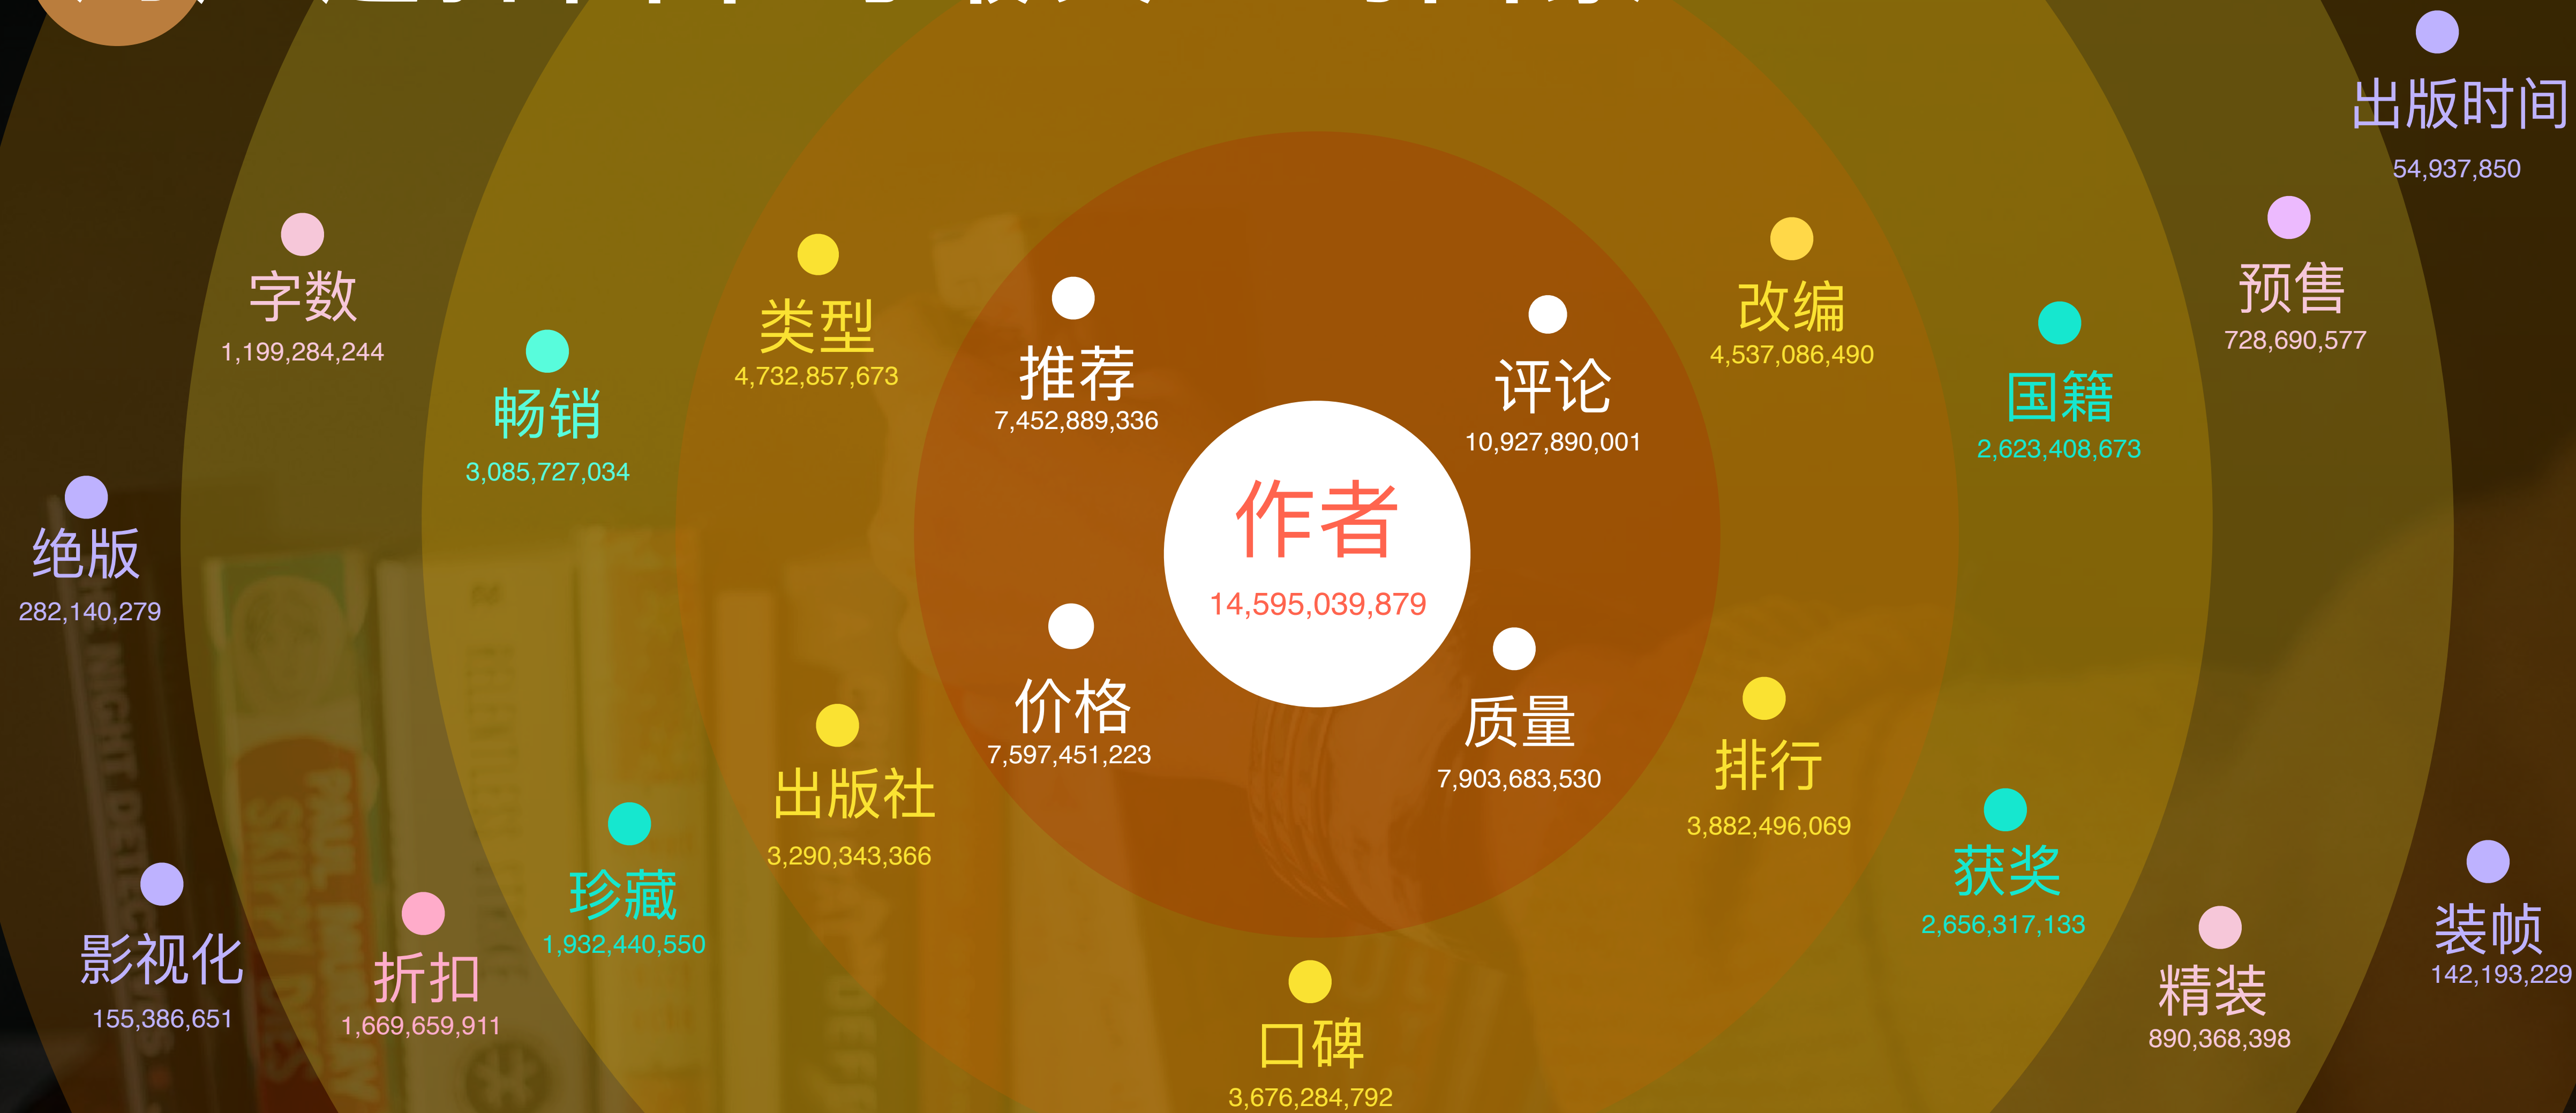 出版时间
54,937,850
字数
1,199,284,244
畅销
3,085,727,034
类型
4,732,857,673
推荐
7,452,889,336
评论
10,927,890,001
改编
4,537,086,490
国籍
2,623,408,673
预售
728,690,577
绝版
282,140,279
作者
14,595,039,879
价格
7,597,451,223
质量
7,903,683,530
出版社
3,290,343,366
排行
3,882,496,069
珍藏
1,932,440,550
获奖
2,656,317,133
影视化
155,386,651
折扣
1,669,659,911
口碑
3,676,284,792
精装
890,368,398
装帧
142,193,229
PAUL MURRAY
SKIPPY DIES